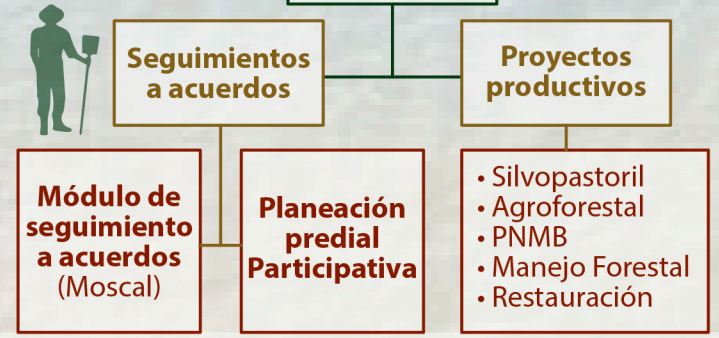 Seguimientos
a acuerdos
Proyectos
productivos
Módulo de
seguimiento
a acuerdos
(Moscal)
Planeación
predial
Participativa
• Silvopastoril
• Agroforestal
• PNMB
• Manejo Forestal
• Restauración